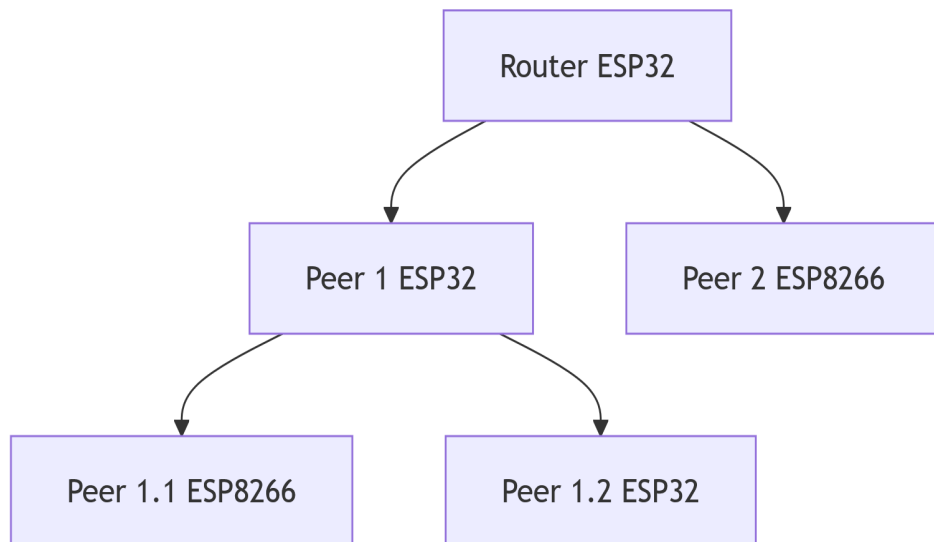 Router ESP32
Peer 1 ESP32
Peer 2 ESP8266
Peer 1.1 ESP8266
Peer 1.2 ESP32